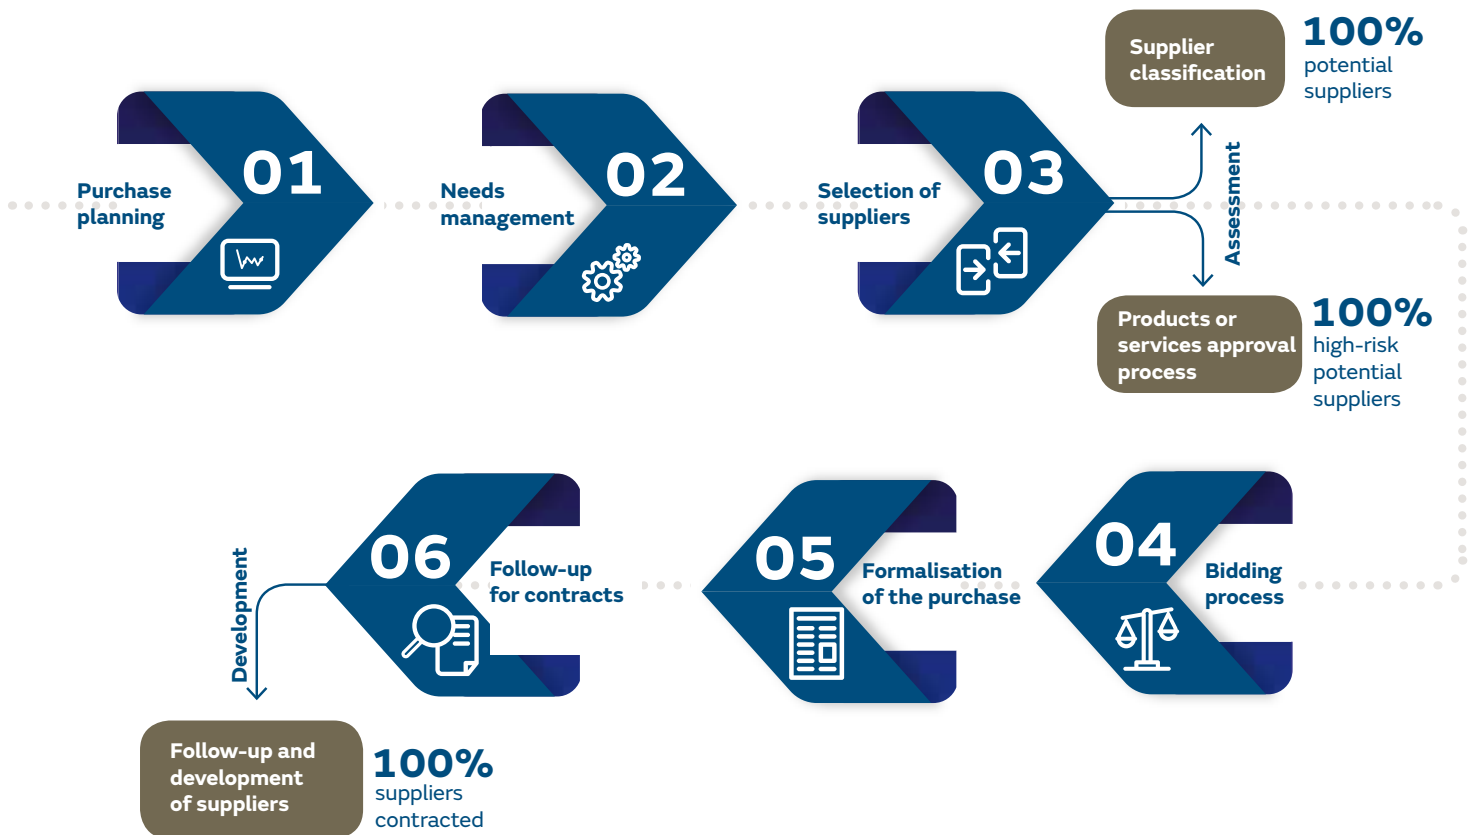 01
Purchase
planning
02
Needs
management
03
Selection of
suppliers
Assessment
Supplier
classification
100%
potential
suppliers
Products or
services approval
process
100%
high-risk
potential
suppliers
04
Bidding
process
05
Formalisation
of the purchase
06
Follow-up
for contracts
Development
Follow-up and
development
of suppliers
100%
suppliers
contracted